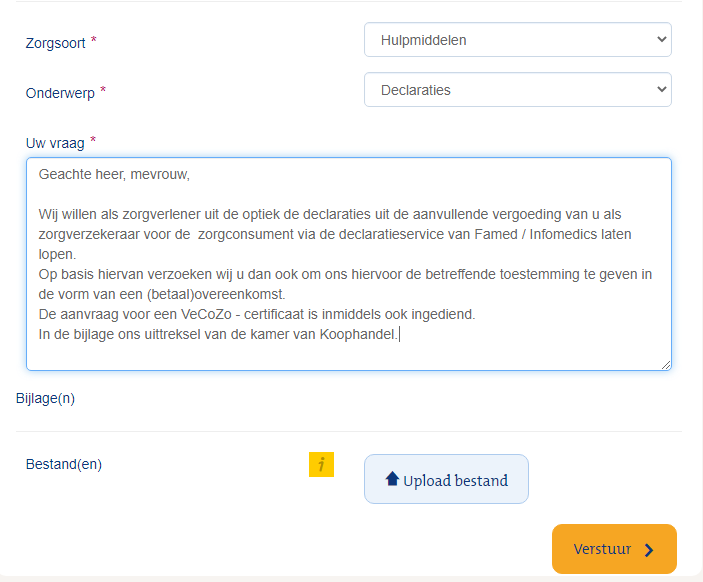 Zorgsoort * Hulpmiddelen
Onderwerp * Declaraties
Uw vraag *
Geachte heer, mevrouw,
Wij willen als zorgverlener uit de optiek de declaraties uit de aanvullende vergoeding van u als
zorgverzekeraar voor de  zorgconsument via de declaratieservice van Famed / Infomedics laten
lopen.
Op basis hiervan verzoeken wij u dan ook om ons hiervoor de betreffende toestemming te geven in
de vorm van een (betaal)overeenkomst.
De aanvraag voor een VeCoZo - certificaat is inmiddels ook ingediend.
In de bijlage ons uittreksel van de kamer van Koophandel.
Bijlage(n)
Bestand(en) i Upload bestand
Verstuur